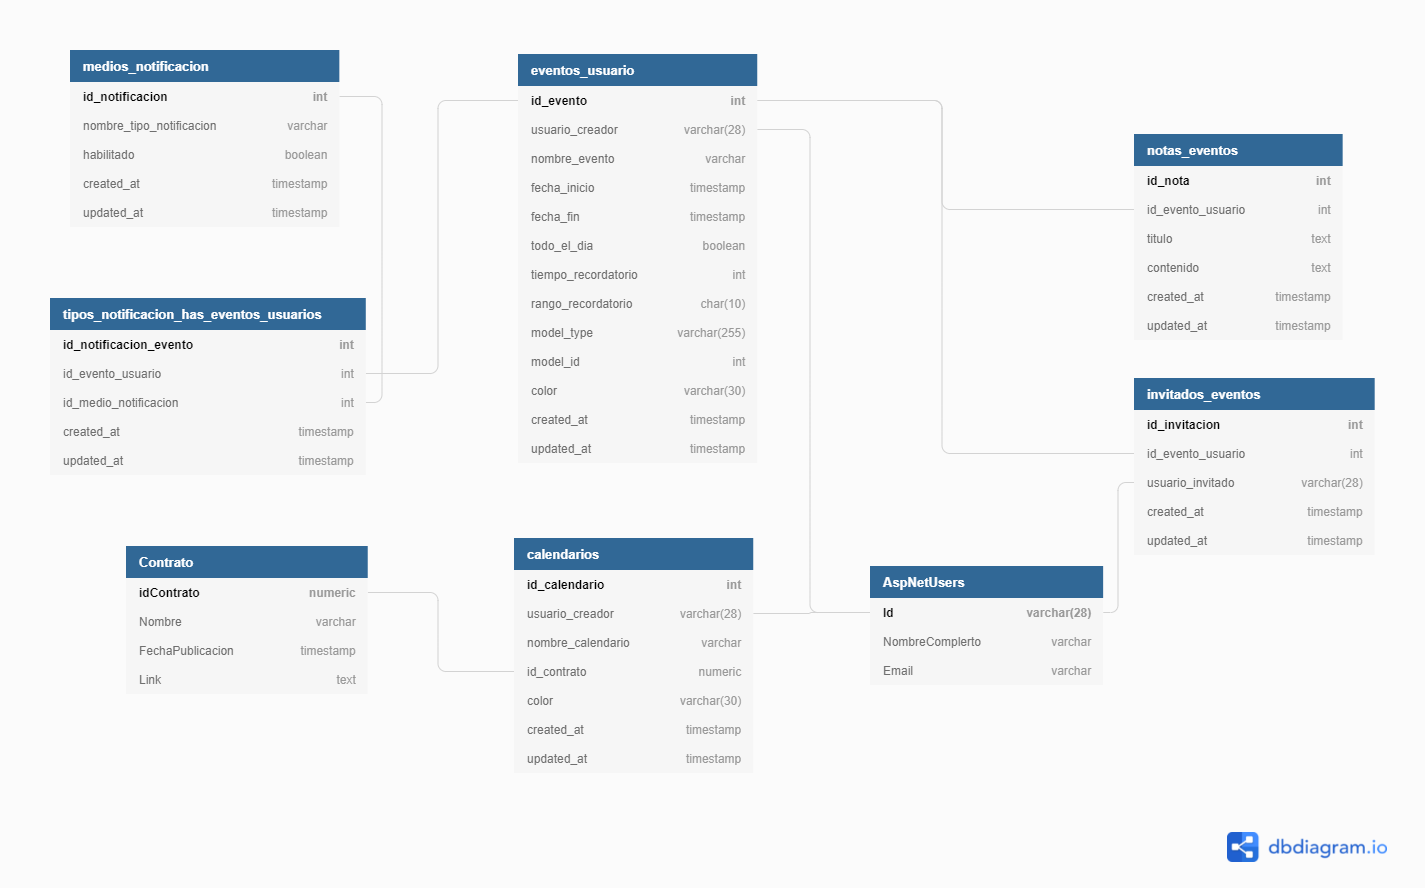 medios_notificacion
id_notificacion int
nombre_tipo_notificacion varchar
habilitado boolean
created_at timestamp
updated_at timestamp
tipos_notificacion_has_eventos_usuarios
id_notificacion_evento int
id_evento_usuario int
id_medio_notificacion int
created_at timestamp
updated_at timestamp
Contrato
idContrato numeric
Nombre varchar
FechaPublicacion timestamp
Link text
eventos_usuario
id_evento int
usuario_creador varchar(28)
nombre_evento varchar
fecha_inicio timestamp
fecha_fin timestamp
todo_el_dia boolean
tiempo_recordatorio int
rango_recordatorio char(10)
model_type varchar(255)
model_id int
color varchar(30)
created_at timestamp
updated_at timestamp
calendarios
id_calendario int
usuario_creador varchar(28)
nombre_calendario varchar
id_contrato numeric
color varchar(30)
created_at timestamp
updated_at timestamp
notas_eventos
id_nota int
id_evento_usuario int
titulo text
contenido text
created_at timestamp
updated_at timestamp
invitados_eventos
id_invitacion int
id_evento_usuario int
usuario_invitado varchar(28)
created_at timestamp
updated_at timestamp
AspNetUsers
Id varchar(28)
NombreComplerto varchar
Email varchar
dbdiagram.io